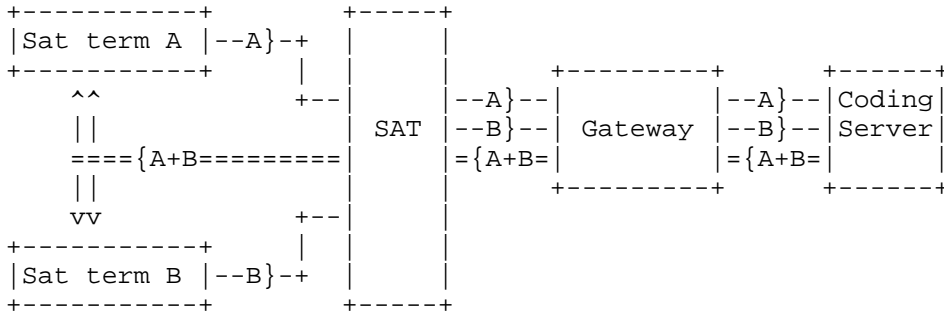 +-----------+             +-----+
|Sat term A |--A}-+       |     |
+-----------+     |  |     |      +---------+      +------+
    ^^            +--|     |--A}--|         |--A}--|Coding|
    ||               | SAT |--B}--| Gateway |--B}--|Server|
    ===={A+B=========|     |={A+B=|         |={A+B=|      |
    ||               |     |      +---------+      +------+
    vv            +--|     |
+-----------+     |  |     |
|Sat term B |--B}-+  |     |
+-----------+        +-----+